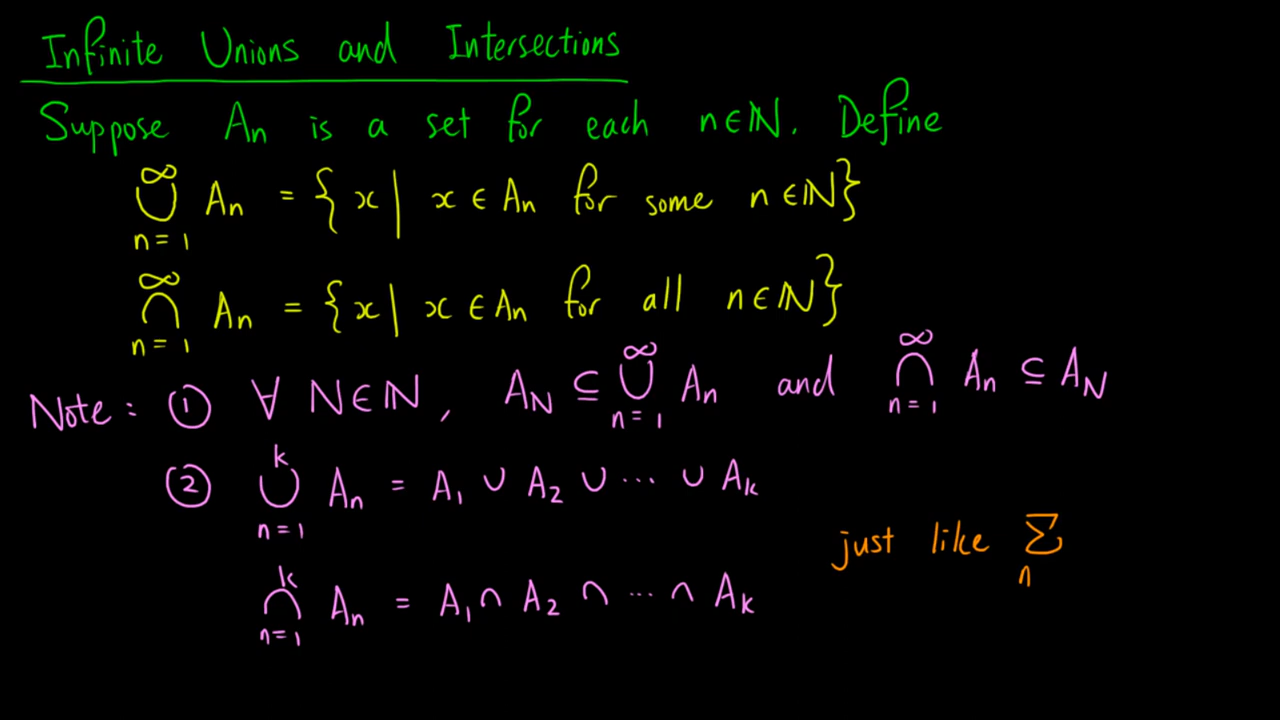 Infinite Unions and Intersections
Suppose Aₙ is a set for each n∈ℕ. Define
⋃_{n=1}^{∞} Aₙ = {x | x ∈ Aₙ for some n∈ℕ}
⋂_{n=1}^{∞} Aₙ = {x | x ∈ Aₙ for all n∈ℕ}
Note: ① ∀ N∈ℕ, A_N ⊆ ⋃_{n=1}^{∞} Aₙ and ⋂_{n=1}^{∞} Aₙ ⊆ A_N
② ⋃_{n=1}^{k} Aₙ = A₁ ∪ A₂ ∪ ⋯ ∪ Aₖ
just like Σ_n
⋂_{n=1}^{k} Aₙ = A₁ ∩ A₂ ∩ ⋯ ∩ Aₖ